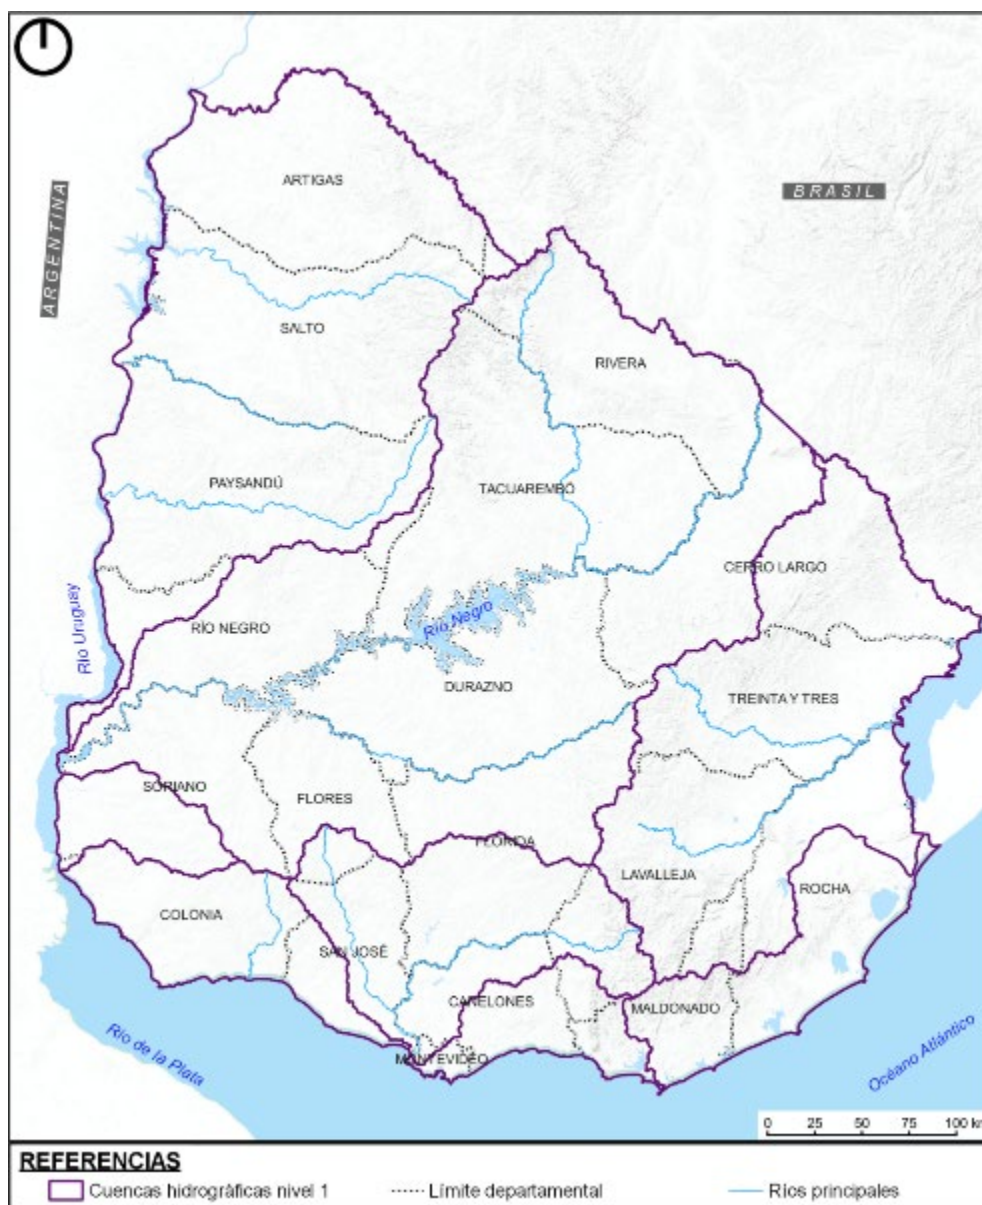 ARTIGAS
ARGENTINA
BRASIL
SALTO
RIVERA
PAYSANDÚ
TACUAREMBÓ
CERRO LARGO
Río Uruguay
RÍO NEGRO
Río Negro
DURAZNO
TREINTA Y TRES
SORIANO
FLORES
FLORIDA
LAVALLEJA
ROCHA
COLONIA
SAN JOSÉ
CANELONES
MALDONADO
MONTEVIDEO
Río de la Plata
Océano Atlántico
0 25 50 100 km
REFERENCIAS
Cuencas hidrográficas nivel 1
Límite departamental
Ríos principales